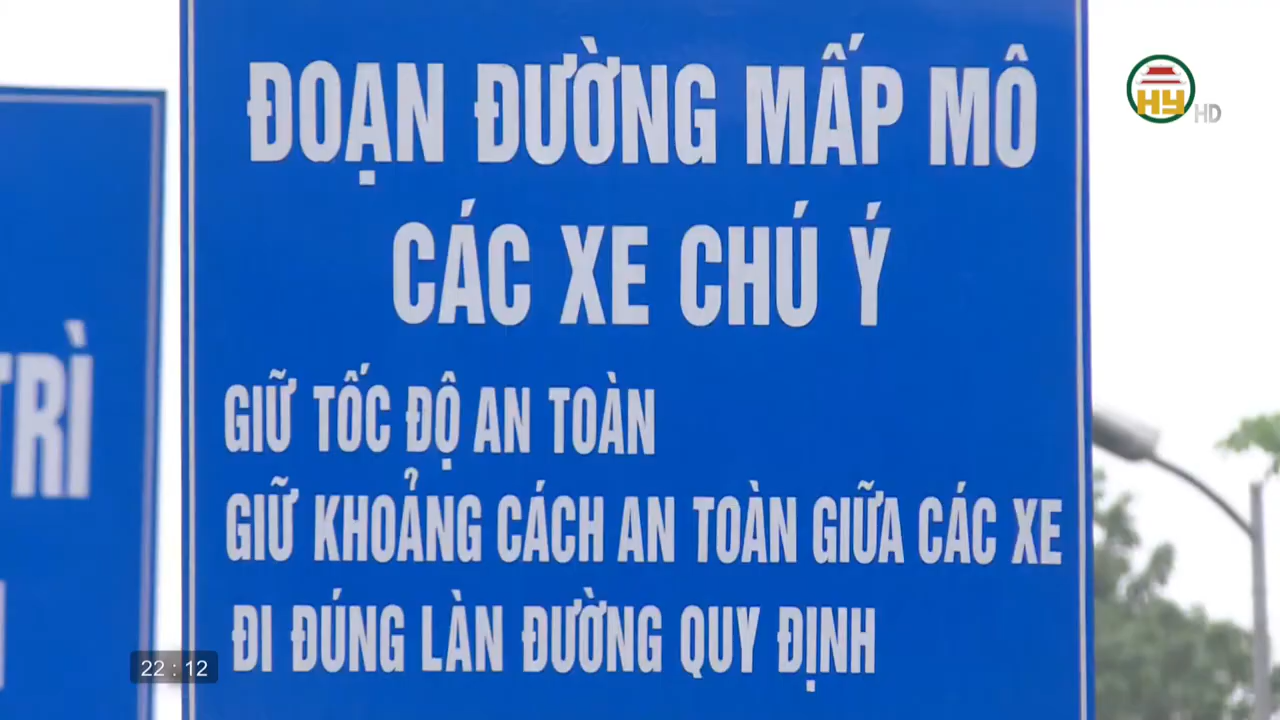 ĐOẠN ĐƯỜNG MẤP MÔ
CÁC XE CHÚ Ý
GIỮ TỐC ĐỘ AN TOÀN
GIỮ KHOẢNG CÁCH AN TOÀN GIỮA CÁC XE
ĐI ĐÚNG LÀN ĐƯỜNG QUY ĐỊNH
TRÌ
HY HD
22 : 12